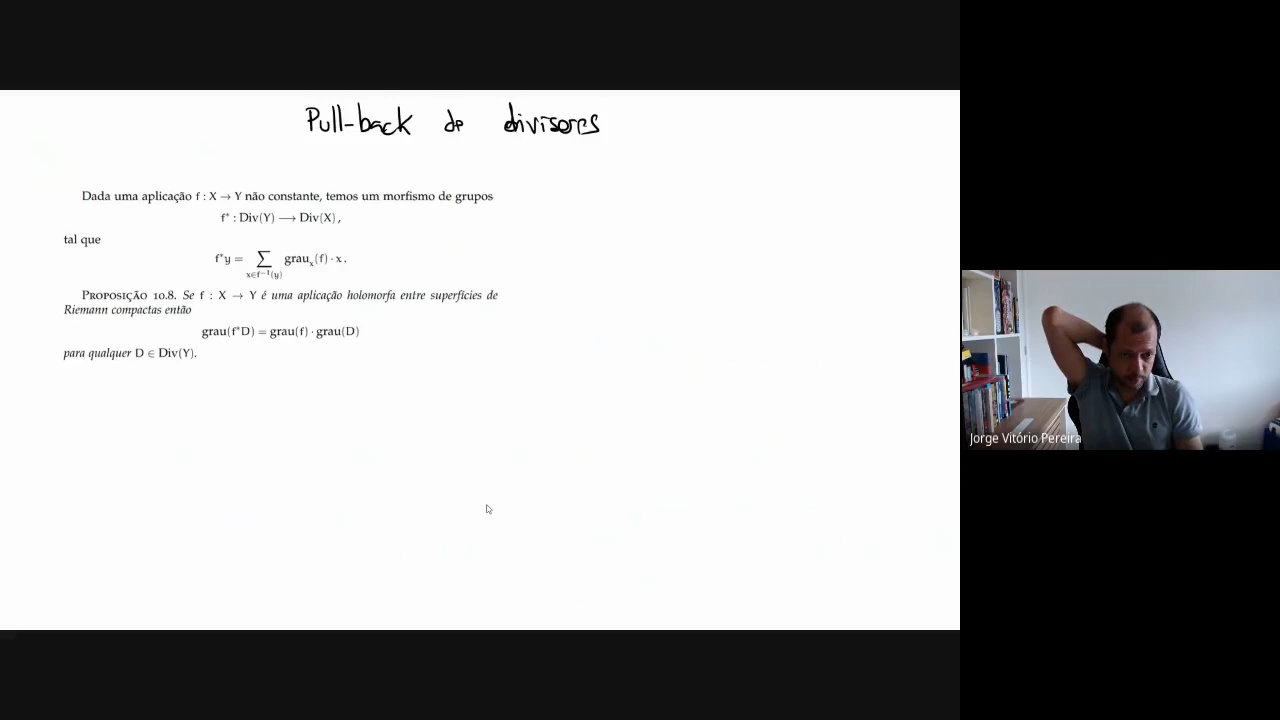 Pull-back de divisores
Dada uma aplicação f : X → Y não constante, temos um morfismo de grupos
f* : Div(Y) ⟶ Div(X),
tal que
f*y = ∑_{x∈f⁻¹(y)} grauₓ(f) · x.
Proposição 10.8. Se f : X → Y é uma aplicação holomorfa entre superfícies de
Riemann compactas então
grau(f*D) = grau(f) · grau(D)
para qualquer D ∈ Div(Y).
Jorge Vitório Pereira